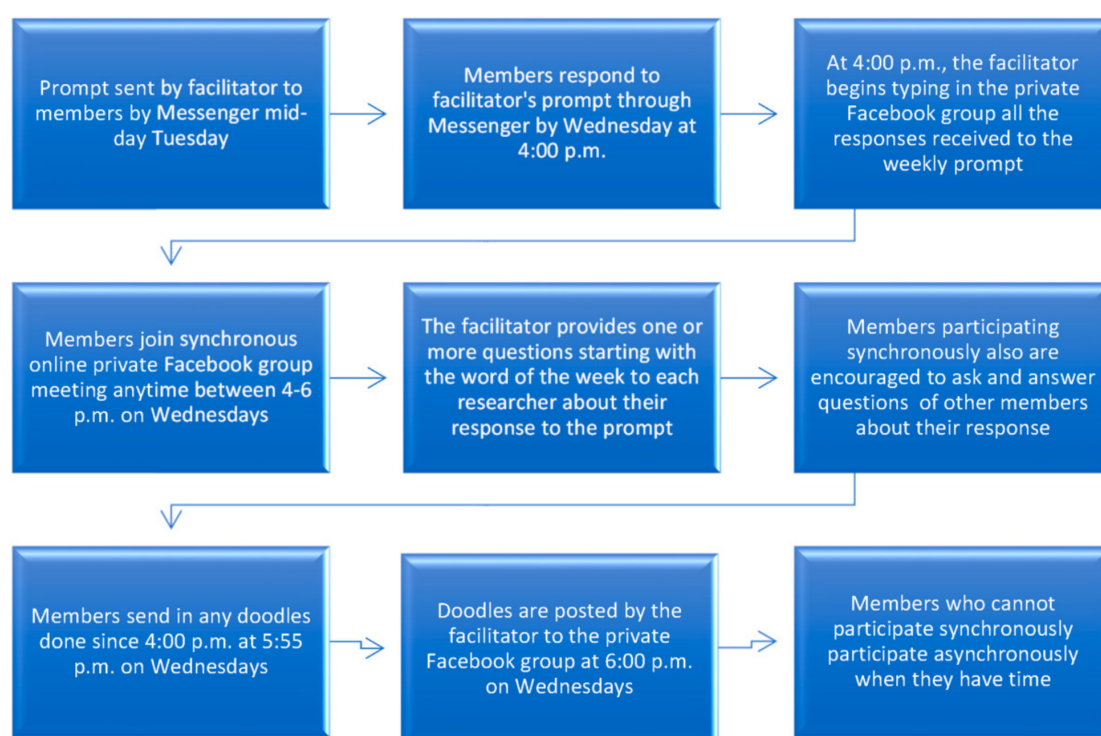 Prompt sent by facilitator to
members by Messenger mid-
day Tuesday
Members respond to
facilitator's prompt through
Messenger by Wednesday at
4:00 p.m.
At 4:00 p.m., the facilitator
begins typing in the private
Facebook group all the
responses received to the
weekly prompt
Members join synchronous
online private Facebook group
meeting anytime between 4-6
p.m. on Wednesdays
The facilitator provides one or
more questions starting with
the word of the week to each
researcher about their
response to the prompt
Members participating
synchronously also are
encouraged to ask and answer
questions  of other members
about their response
Members send in any doodles
done since 4:00 p.m. at 5:55
p.m. on Wednesdays
Doodles are posted by the
facilitator to the private
Facebook group at 6:00 p.m.
on Wednesdays
Members who cannot
participate synchronously
participate asynchronously
when they have time